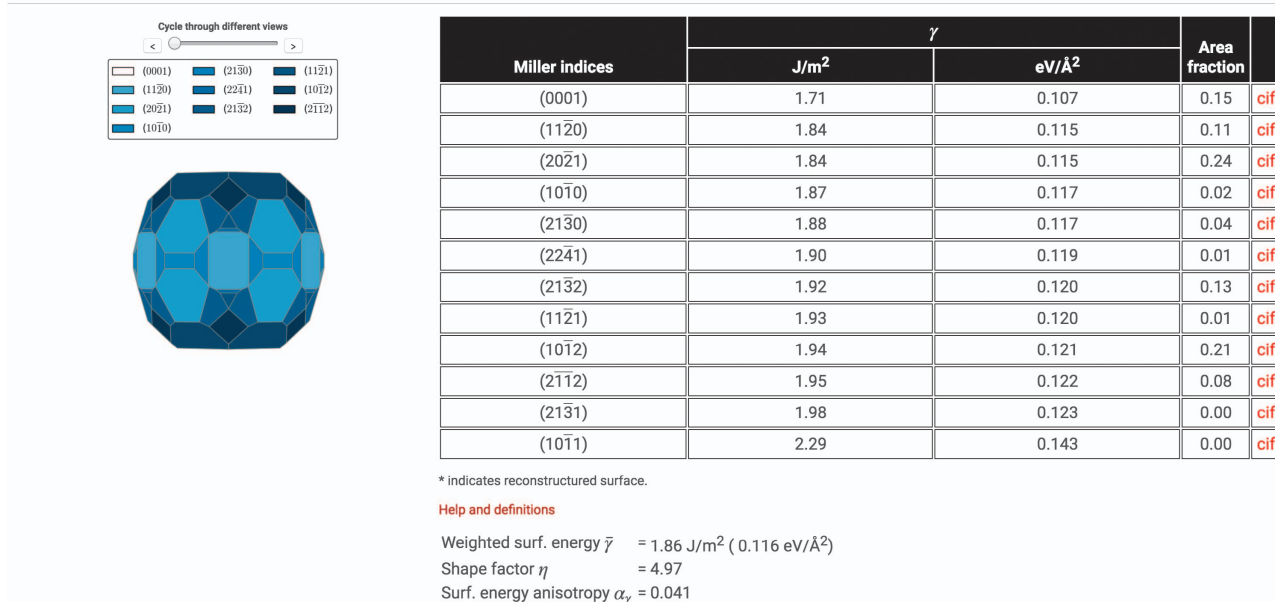 Cycle through different views
< >
(0001) (21̅3̅0) (112̅1)
(112̅0) (224̅1) (101̅2)
(202̅1) (213̅2) (21̅1̅2)
(101̅0)
γ
Miller indices J/m² eV/Å² Area fraction
(0001) 1.71 0.107 0.15 cif
(112̅0) 1.84 0.115 0.11 cif
(202̅1) 1.84 0.115 0.24 cif
(101̅0) 1.87 0.117 0.02 cif
(213̅0) 1.88 0.117 0.04 cif
(224̅1) 1.90 0.119 0.01 cif
(213̅2) 1.92 0.120 0.13 cif
(112̅1) 1.93 0.120 0.01 cif
(101̅2) 1.94 0.121 0.21 cif
(21̅1̅2) 1.95 0.122 0.08 cif
(213̅1) 1.98 0.123 0.00 cif
(101̅1) 2.29 0.143 0.00 cif
* indicates reconstructured surface.
Help and definitions
Weighted surf. energy γ̅ = 1.86 J/m² ( 0.116 eV/Å²)
Shape factor η = 4.97
Surf. energy anisotropy αᵧ = 0.041